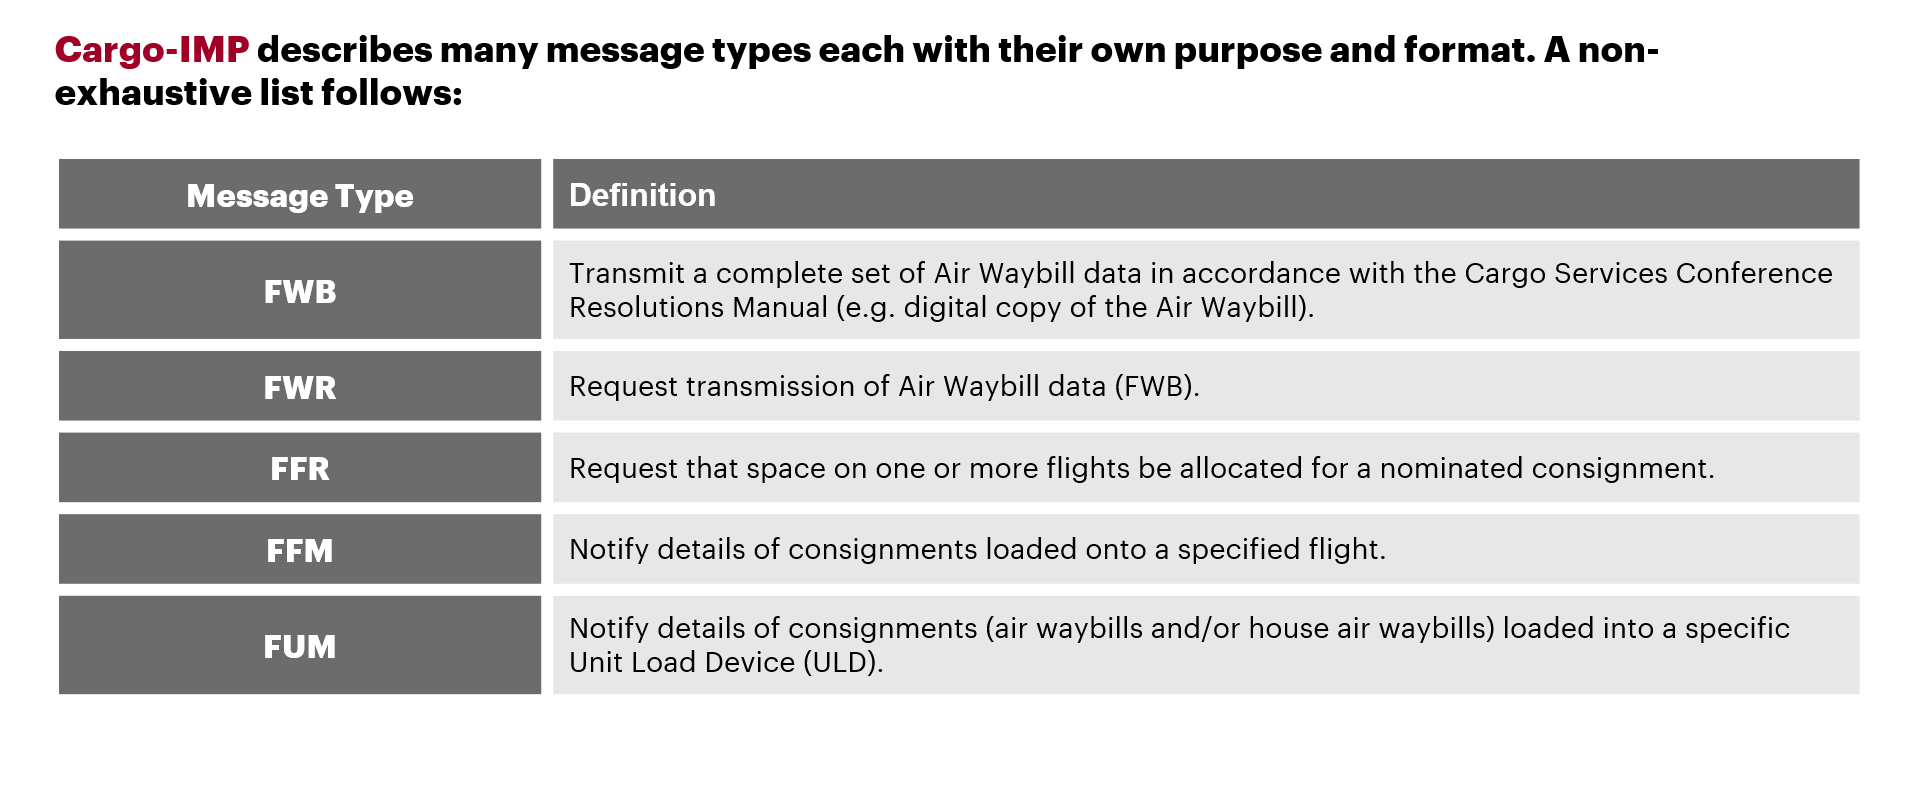 Cargo-IMP describes many message types each with their own purpose and format. A non-
exhaustive list follows:
Message Type
Definition
FWB
Transmit a complete set of Air Waybill data in accordance with the Cargo Services Conference
Resolutions Manual (e.g. digital copy of the Air Waybill).
FWR
Request transmission of Air Waybill data (FWB).
FFR
Request that space on one or more flights be allocated for a nominated consignment.
FFM
Notify details of consignments loaded onto a specified flight.
FUM
Notify details of consignments (air waybills and/or house air waybills) loaded into a specific
Unit Load Device (ULD).